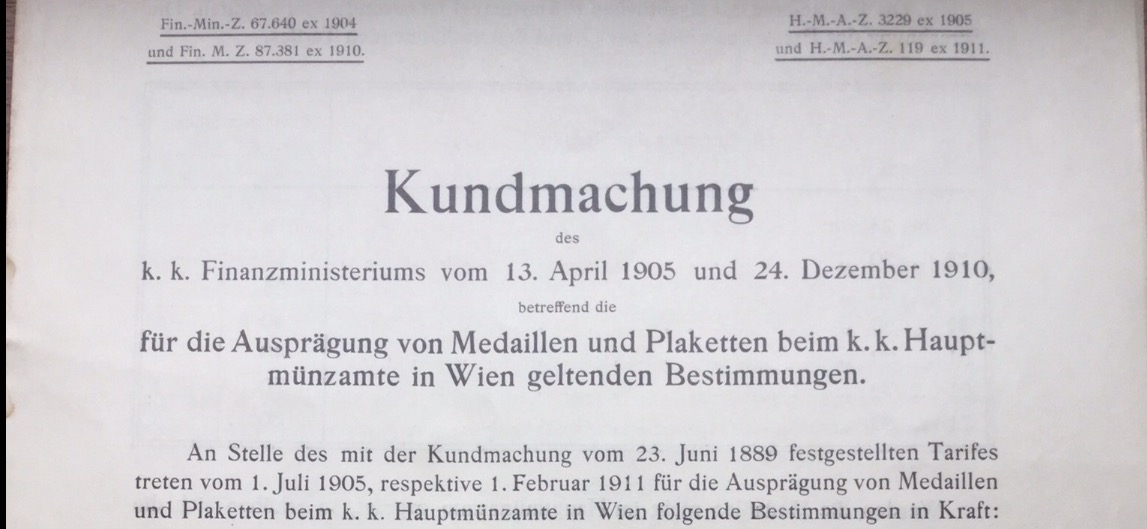 Fin.-Min.-Z. 67.640 ex 1904
und Fin. M. Z. 87.381 ex 1910.
H.-M.-A.-Z. 3229 ex 1905
und H.-M.-A.-Z. 119 ex 1911.
Kundmachung
des
k. k. Finanzministeriums vom 13. April 1905 und 24. Dezember 1910,
betreffend die
für die Ausprägung von Medaillen und Plaketten beim k. k. Haupt-
münzamte in Wien geltenden Bestimmungen.
An Stelle des mit der Kundmachung vom 23. Juni 1889 festgestellten Tarifes
treten vom 1. Juli 1905, respektive 1. Februar 1911 für die Ausprägung von Medaillen
und Plaketten beim k. k. Hauptmünzamte in Wien folgende Bestimmungen in Kraft: